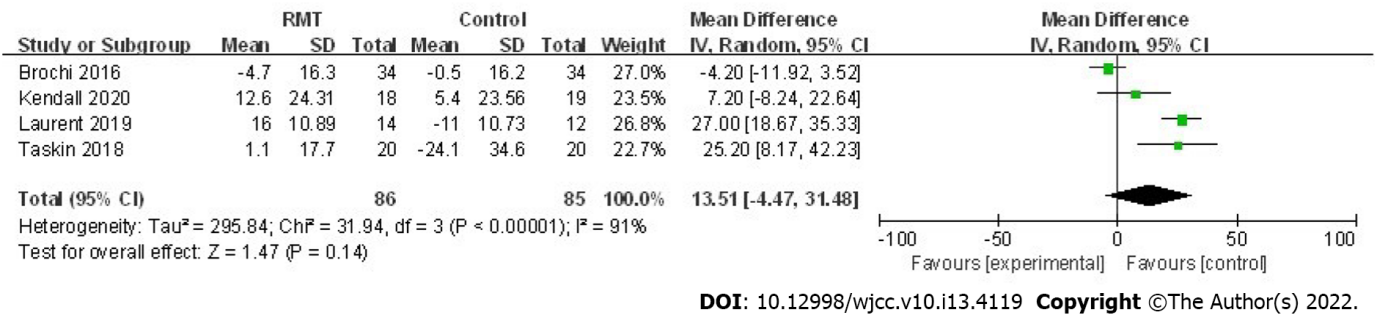 RMT Control Mean Difference Mean Difference
Study or Subgroup Mean SD Total Mean SD Total Weight IV, Random, 95% CI IV, Random, 95% CI
Brochi 2016 -4.7 16.3 34 -0.5 16.2 34 27.0% -4.20 [-11.92, 3.52]
Kendall 2020 12.6 24.31 18 5.4 23.56 19 23.5% 7.20 [-8.24, 22.64]
Laurent 2019 16 10.89 14 -11 10.73 12 26.8% 27.00 [18.67, 35.33]
Taskin 2018 1.1 17.7 20 -24.1 34.6 20 22.7% 25.20 [8.17, 42.23]
Total (95% CI) 86 85 100.0% 13.51 [-4.47, 31.48]
Heterogeneity: Tau² = 295.84; Chi² = 31.94, df = 3 (P < 0.00001); I² = 91%
Test for overall effect: Z = 1.47 (P = 0.14)
-100 -50 0 50 100
Favours [experimental] Favours [control]
DOI: 10.12998/wjcc.v10.i13.4119 Copyright ©The Author(s) 2022.